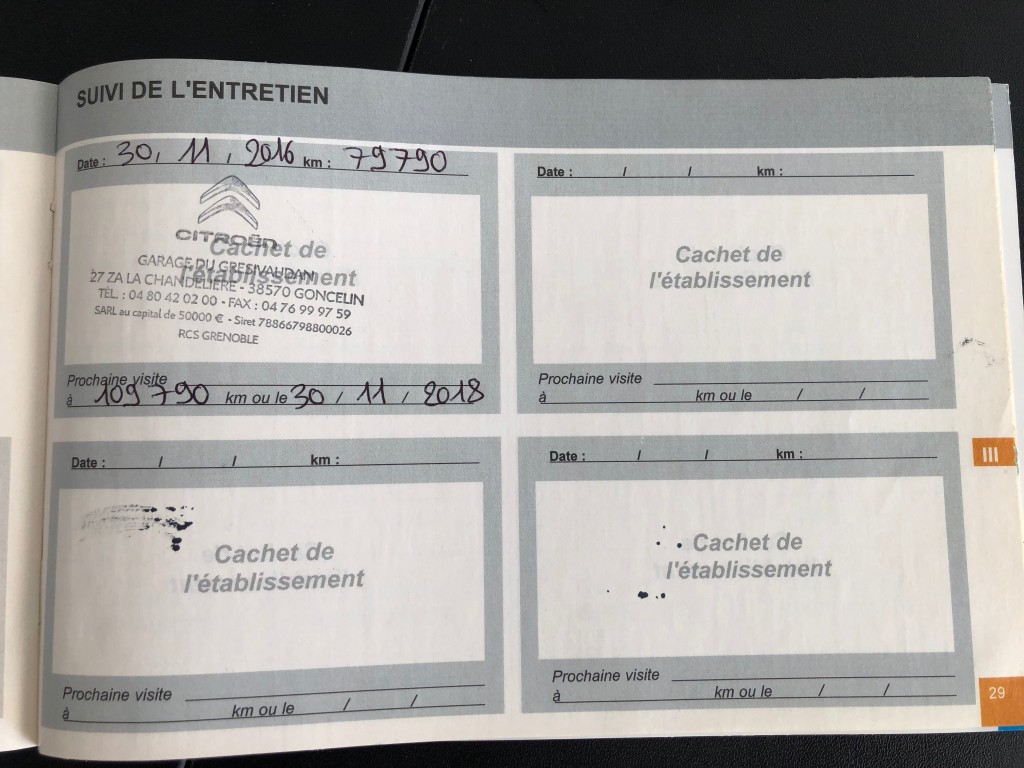 SUIVI DE L'ENTRETIEN
Date : 30, 11, 2016 km : 79790
CITROËN
Cachet de
l'établissement
GARAGE DU GRESIVAUDAN
27 ZA LA CHANDELIERE - 38570 GONCELIN
TEL : 04 80 42 02 00 - FAX : 04 76 99 97 59
SARL au capital de 50000 € - Siret 78866798800026
RCS GRENOBLE
Prochaine visite
à 109 790 km ou le 30 / 11 / 2018
Date : / / km :
Cachet de
l'établissement
Prochaine visite
à km ou le / /
Date : / / km :
Cachet de
l'établissement
Prochaine visite
à km ou le / /
Date : / / km :
Cachet de
l'établissement
Prochaine visite
à km ou le / /
III
29